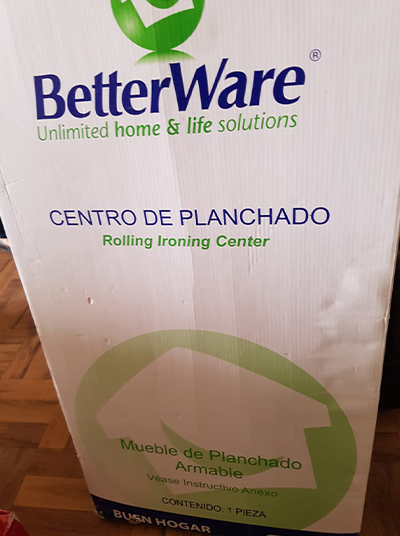 BetterWare®
Unlimited home & life solutions
CENTRO DE PLANCHADO
Rolling Ironing Center
Mueble de Planchado
Armable
Véase Instructivo Anexo
CONTENIDO: 1 PIEZA
BUEN HOGAR